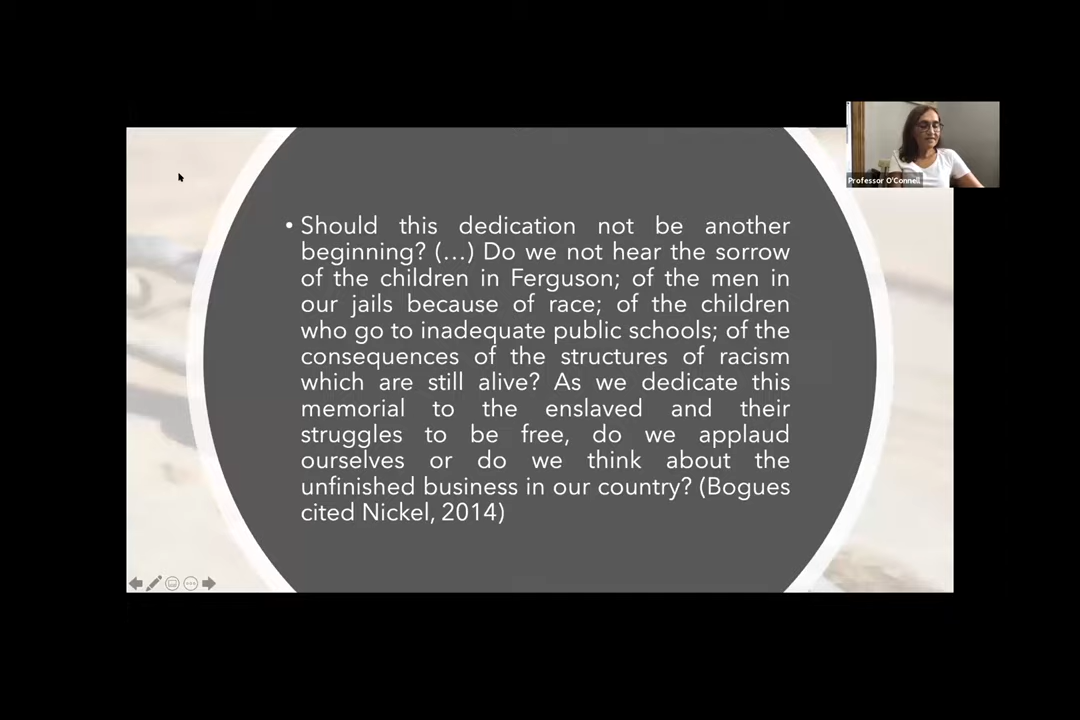 Professor O'Connell
• Should this dedication not be another
beginning? (...) Do we not hear the sorrow
of the children in Ferguson; of the men in
our jails because of race; of the children
who go to inadequate public schools; of the
consequences of the structures of racism
which are still alive? As we dedicate this
memorial to the enslaved and their
struggles to be free, do we applaud
ourselves or do we think about the
unfinished business in our country? (Bogues
cited Nickel, 2014)